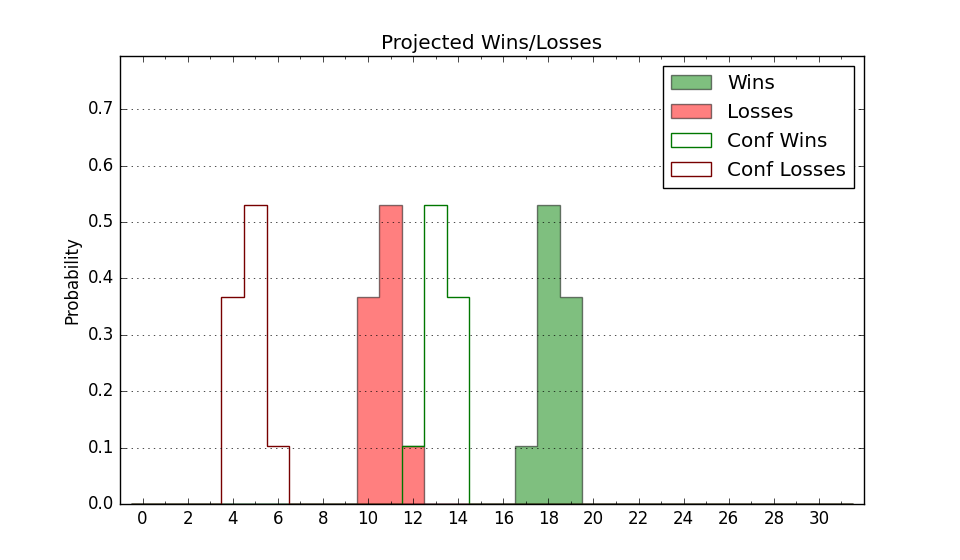 Projected Wins/Losses
Wins
Losses
Conf Wins
Conf Losses
Probability
0.7
0.6
0.5
0.4
0.3
0.2
0.1
0.0
0 2 4 6 8 10 12 14 16 18 20 22 24 26 28 30